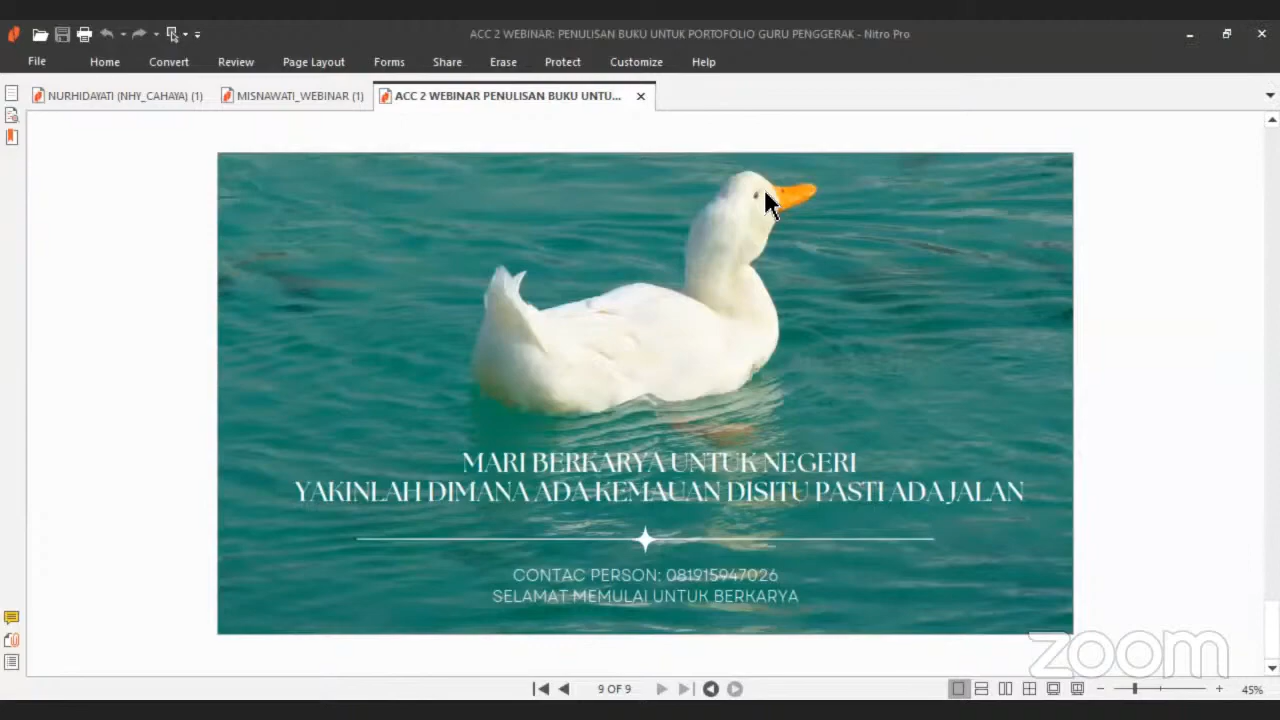 ACC 2 WEBINAR: PENULISAN BUKU UNTUK PORTOFOLIO GURU PENGGERAK - Nitro Pro
File Home Convert Review Page Layout Forms Share Erase Protect Customize Help
NURHIDAYATI (NHY_CAHAYA) (1) MISNAWATI_WEBINAR (1) ACC 2 WEBINAR PENULISAN BUKU UNTU...
MARI BERKARYA UNTUK NEGERI
YAKINLAH DIMANA ADA KEMAUAN DISITU PASTI ADA JALAN
CONTAC PERSON: 081915947026
SELAMAT MEMULAI UNTUK BERKARYA
zoom
9 OF 9
45%